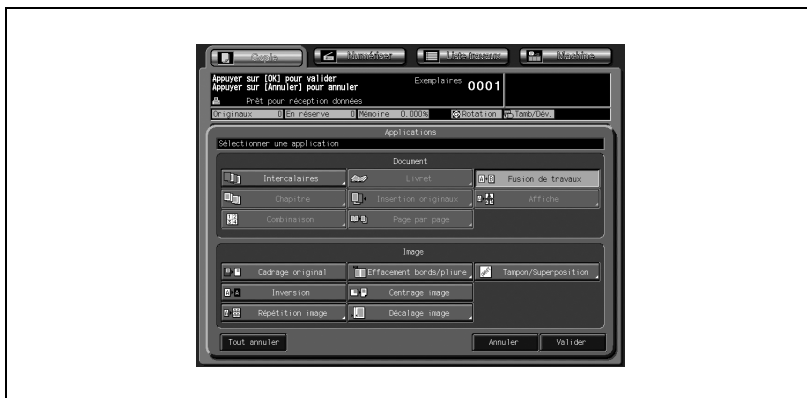 Copie Numériser Liste travaux Machine
Appuyer sur [OK] pour valider
Appuyer sur [Annuler] pour annuler
Exemplaires 0001
Prêt pour réception données
Originaux 0 En réserve 0 Mémoire 0.000% Rotation Tamb/Dév.
Applications
Sélectionner une application
Document
Intercalaires Livret Fusion de travaux
Chapitre Insertion originaux Affiche
Combinaison Page par page
Image
Cadrage original Effacement bords/pliure Tampon/Superposition
Inversion Centrage image
Répétition image Décalage image
Tout annuler Annuler Valider